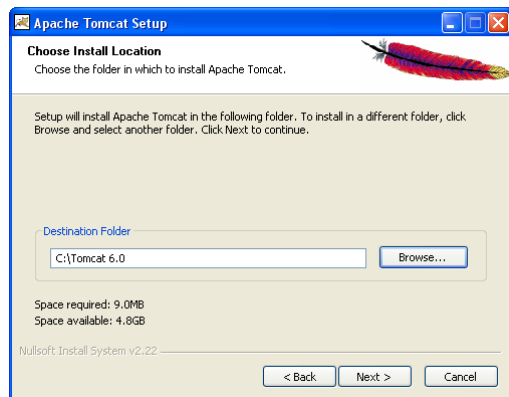 Apache Tomcat Setup
Choose Install Location
Choose the folder in which to install Apache Tomcat.
Setup will install Apache Tomcat in the following folder. To install in a different folder, click
Browse and select another folder. Click Next to continue.
Destination Folder
C:\Tomcat 6.0
Browse...
Space required: 9.0MB
Space available: 4.8GB
Nullsoft Install System v2.22
< Back
Next >
Cancel